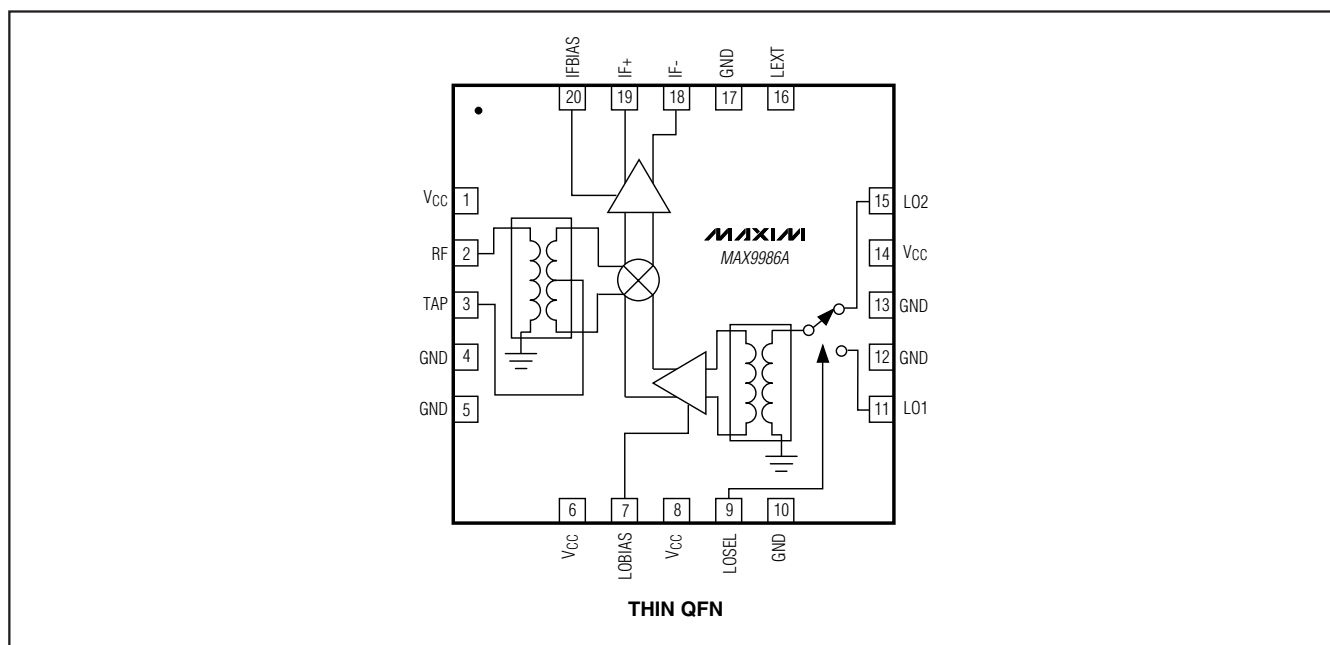 IFBIAS
IF+
IF-
GND
LEXT
20
19
18
17
16
VCC 1
RF 2
TAP 3
GND 4
GND 5
MAXIM
MAX9986A
15 LO2
14 VCC
13 GND
12 GND
11 LO1
6
7
8
9
10
VCC
LOBIAS
VCC
LOSEL
GND
THIN QFN